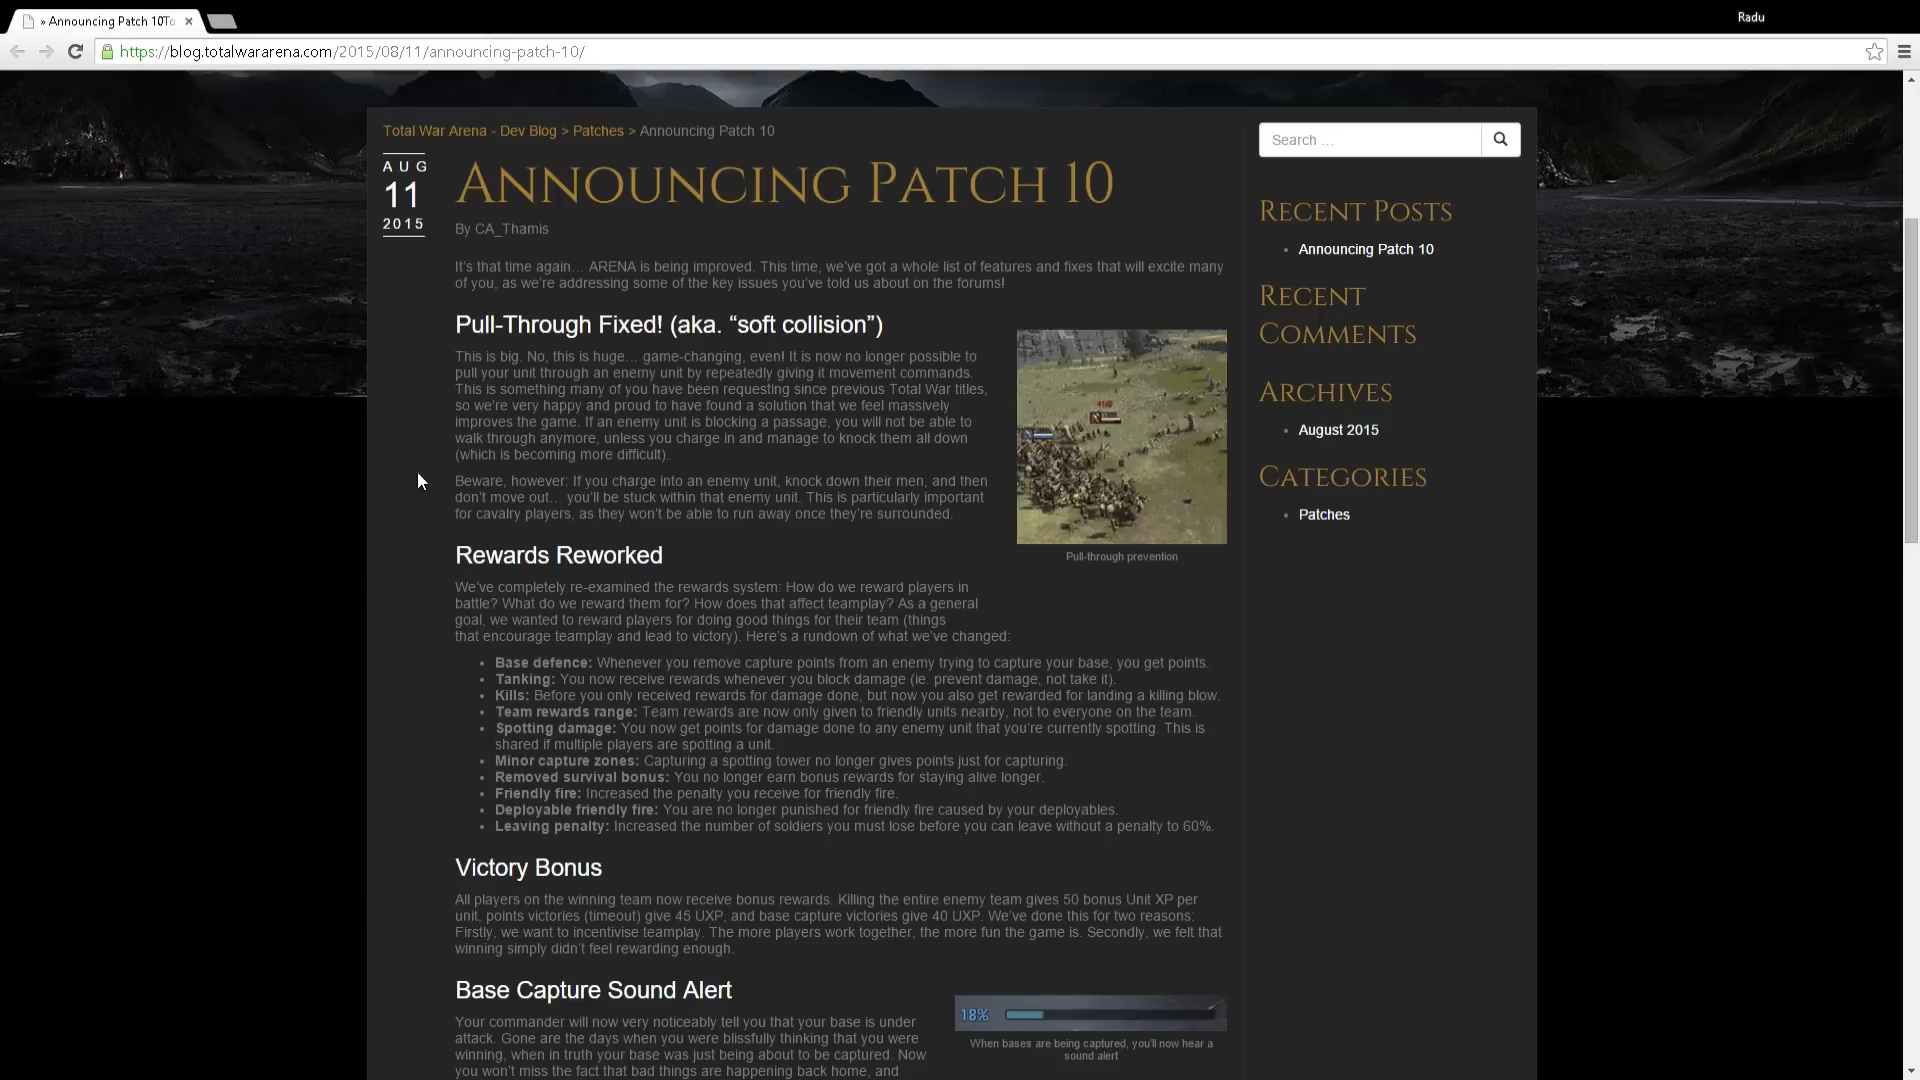 » Announcing Patch 10To
Radu
https://blog.totalwararena.com/2015/08/11/announcing-patch-10/
Total War Arena - Dev Blog > Patches > Announcing Patch 10
AUG
11
2015
Announcing Patch 10
By CA_Thamis
It's that time again… ARENA is being improved. This time, we've got a whole list of features and fixes that will excite many
of you, as we're addressing some of the key issues you've told us about on the forums!
Pull-Through Fixed! (aka. “soft collision”)
This is big. No, this is huge… game-changing, even! It is now no longer possible to
pull your unit through an enemy unit by repeatedly giving it movement commands.
This is something many of you have been requesting since previous Total War titles,
so we're very happy and proud to have found a solution that we feel massively
improves the game. If an enemy unit is blocking a passage, you will not be able to
walk through anymore, unless you charge in and manage to knock them all down
(which is becoming more difficult).
Beware, however: If you charge into an enemy unit, knock down their men, and then
don't move out… you'll be stuck within that enemy unit. This is particularly important
for cavalry players, as they won't be able to run away once they're surrounded.
Pull-through prevention
Rewards Reworked
We've completely re-examined the rewards system: How do we reward players in
battle? What do we reward them for? How does that affect teamplay? As a general
goal, we wanted to reward players for doing good things for their team (things
that encourage teamplay and lead to victory). Here's a rundown of what we've changed:
• Base defence: Whenever you remove capture points from an enemy trying to capture your base, you get points.
• Tanking: You now receive rewards whenever you block damage (ie. prevent damage, not take it).
• Kills: Before you only received rewards for damage done, but now you also get rewarded for landing a killing blow.
• Team rewards range: Team rewards are now only given to friendly units nearby, not to everyone on the team.
• Spotting damage: You now get points for damage done to any enemy unit that you're currently spotting. This is
shared if multiple players are spotting a unit.
• Minor capture zones: Capturing a spotting tower no longer gives points just for capturing.
• Removed survival bonus: You no longer earn bonus rewards for staying alive longer.
• Friendly fire: Increased the penalty you receive for friendly fire.
• Deployable friendly fire: You are no longer punished for friendly fire caused by your deployables.
• Leaving penalty: Increased the number of soldiers you must lose before you can leave without a penalty to 60%.
Victory Bonus
All players on the winning team now receive bonus rewards. Killing the entire enemy team gives 50 bonus Unit XP per
unit, points victories (timeout) give 45 UXP, and base capture victories give 40 UXP. We've done this for two reasons:
Firstly, we want to incentivise teamplay. The more players work together, the more fun the game is. Secondly, we felt that
winning simply didn't feel rewarding enough.
Base Capture Sound Alert
Your commander will now very noticeably tell you that your base is under
attack. Gone are the days when you were blissfully thinking that you were
winning, when in truth your base was just being about to be captured. Now
you won't miss the fact that bad things are happening back home, and
18%
When bases are being captured, you'll now hear a
sound alert
Search …
Recent Posts
• Announcing Patch 10
Recent
Comments
Archives
• August 2015
Categories
• Patches